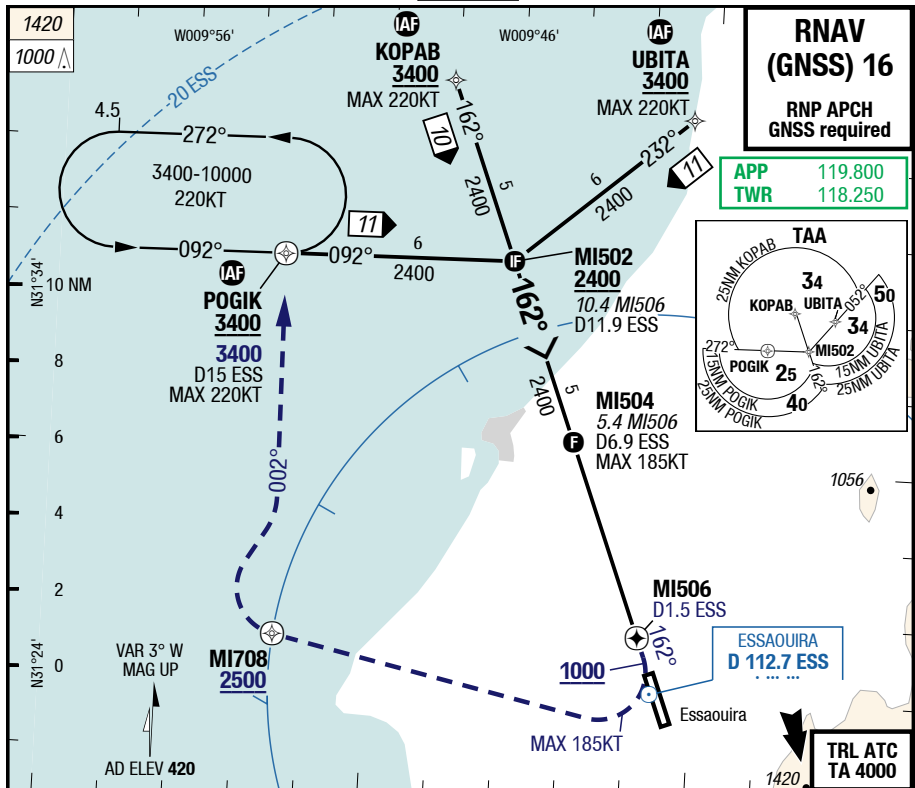 1420
1000
W009°56'
W009°46'
IAF
KOPAB
3400
MAX 220KT
IAF
UBITA
3400
MAX 220KT
RNAV
(GNSS) 16
RNP APCH
GNSS required
APP 119.800
TWR 118.250
20 ESS
4.5
272°
3400-10000
220KT
092°
11
092°
6
2400
162°
10
5
2400
232°
11
6
2400
IAF
POGIK
3400
3400
D15 ESS
MAX 220KT
N31°34'
10 NM
8
6
4
2
0
N31°24'
IF
MI502
2400
10.4 MI506
D11.9 ESS
162°
5
2400
F
MI504
5.4 MI506
D6.9 ESS
MAX 185KT
TAA
25NM KOPAB
34
KOPAB
UBITA
052°
50
34
272°
MI502
POGIK
25
162°
15NM UBITA
25NM UBITA
15NM POGIK
25NM POGIK
40
1056
002°
MI506
D1.5 ESS
162°
MI708
2500
1000
ESSAOUIRA
D 112.7 ESS
Essaouira
MAX 185KT
VAR 3° W
MAG UP
AD ELEV 420
1420
TRL ATC
TA 4000